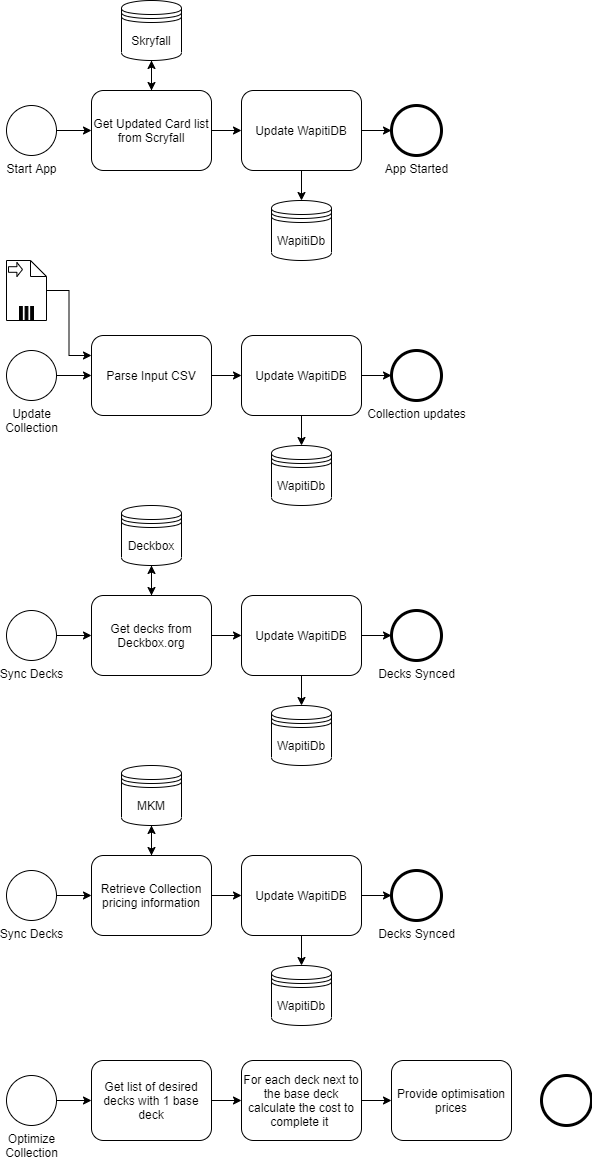 Skryfall
Get Updated Card list
from Scryfall
Update WapitiDB
Start App
App Started
WapitiDb
Parse Input CSV
Update WapitiDB
Update
Collection
Collection updates
WapitiDb
Deckbox
Get decks from
Deckbox.org
Update WapitiDB
Sync Decks
Decks Synced
WapitiDb
MKM
Retrieve Collection
pricing information
Update WapitiDB
Sync Decks
Decks Synced
WapitiDb
Get list of desired
decks with 1 base
deck
For each deck next to
the base deck
calculate the cost to
complete it
Provide optimisation
prices
Optimize
Collection